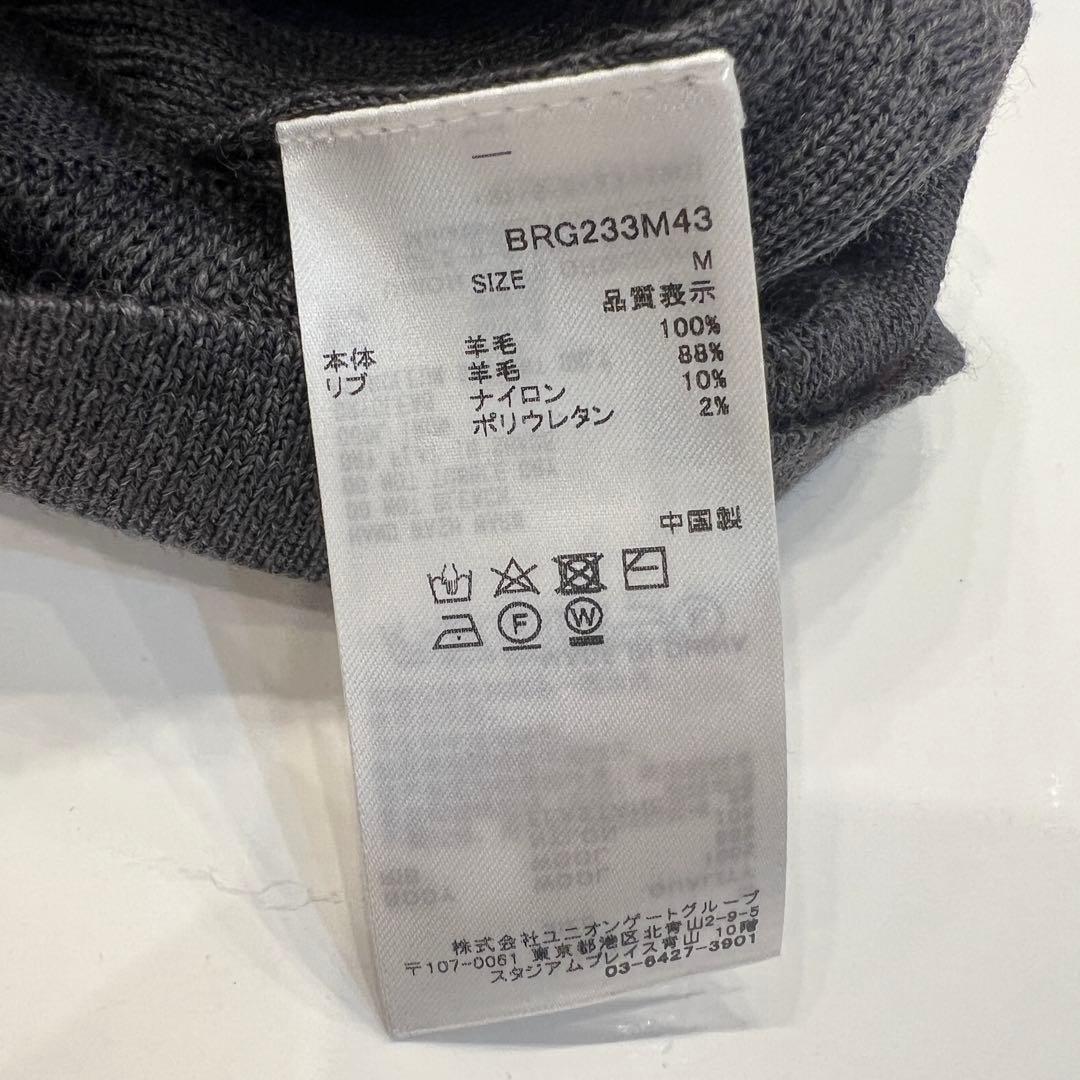 BRG233M43
SIZE M
品質表示
本体 羊毛 100%
リブ 羊毛 88%
ナイロン 10%
ポリウレタン 2%
中国製
F W
株式会社ユニオンゲートグループ
〒107-0061 東京都港区北青山2-9-5
スタジアムプレイス青山 10階
03-6427-3901